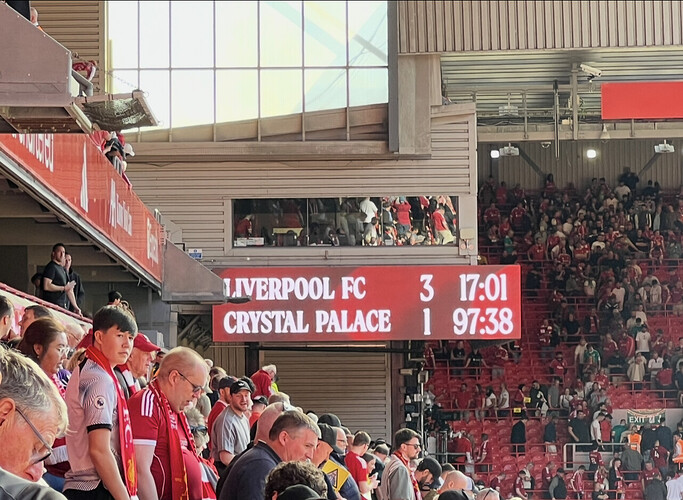 LIVERPOOL FC 3 17:01
CRYSTAL PALACE 1 97:38
EXIT